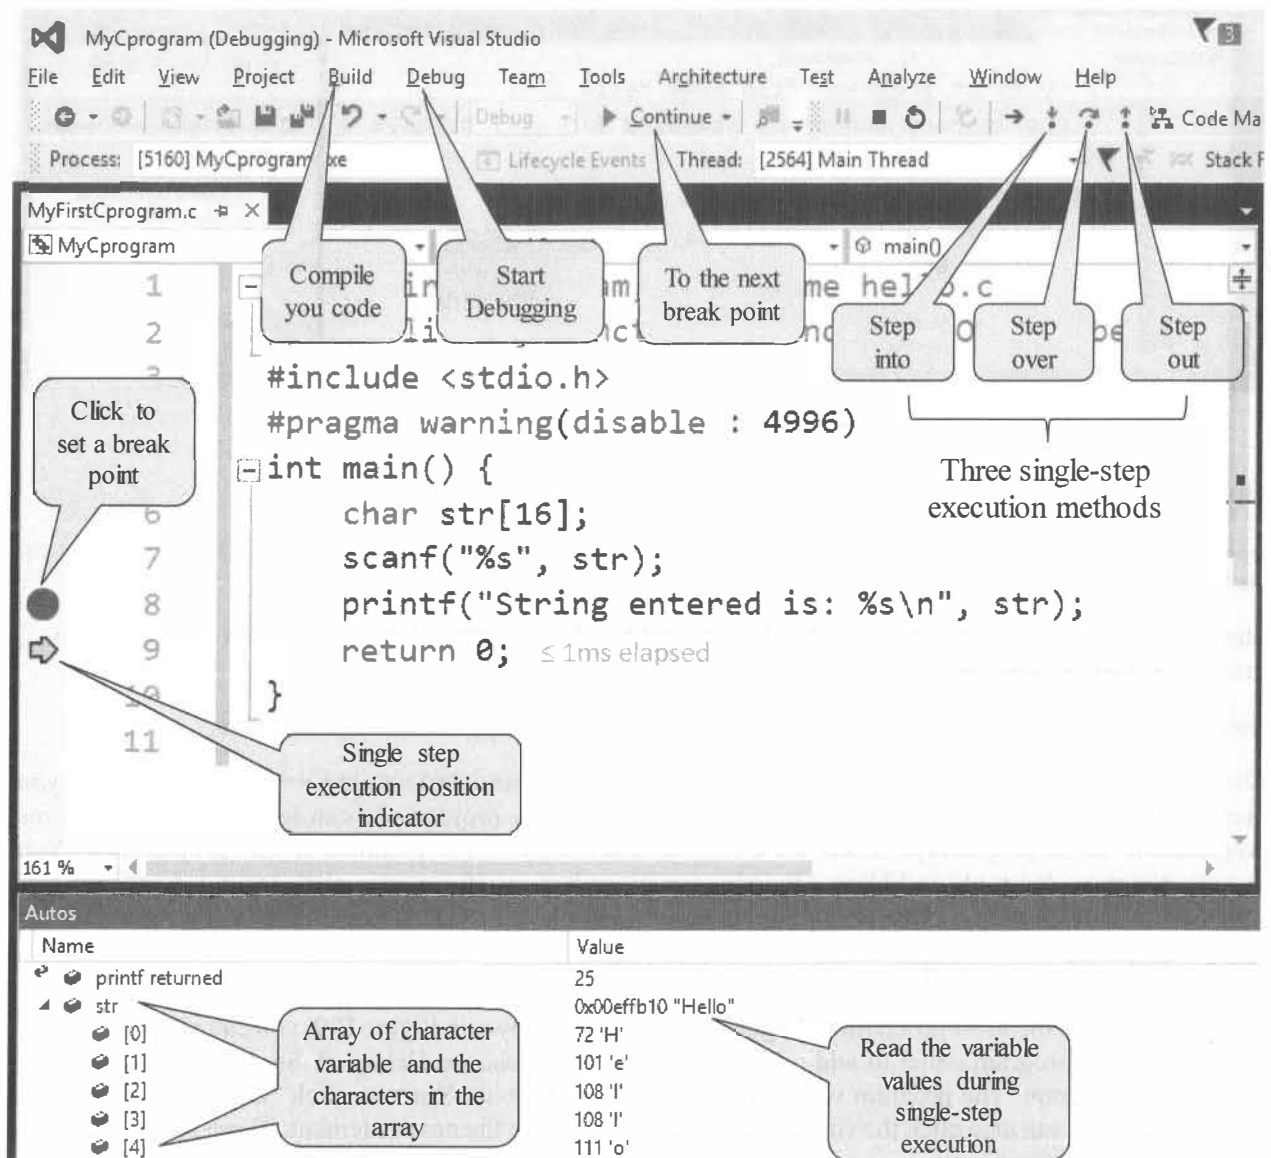 MyCprogram (Debugging) - Microsoft Visual Studio
3
File Edit View Project Build Debug Team Tools Architecture Test Analyze Window Help
Debug Continue Code Ma
Process: [5160] MyCprogram xe Lifecycle Events Thread: [2564] Main Thread Stack F
MyFirstCprogram.c
MyCprogram main()
Compile you code
Start Debugging
To the next break point
Step into
Step over
Step out
1 me hello.c
2
3 #include <stdio.h>
#pragma warning(disable : 4996)
int main() {
6 char str[16];
7 scanf("%s", str);
8 printf("String entered is: %s\n", str);
9 return 0; ≤ 1ms elapsed
10 }
11
Click to set a break point
Three single-step execution methods
Single step execution position indicator
161 %
Autos
Name Value
printf returned 25
str 0x00effb10 "Hello"
[0] 72 'H'
[1] 101 'e'
[2] 108 'l'
[3] 108 'l'
[4] 111 'o'
Array of character variable and the characters in the array
Read the variable values during single-step execution